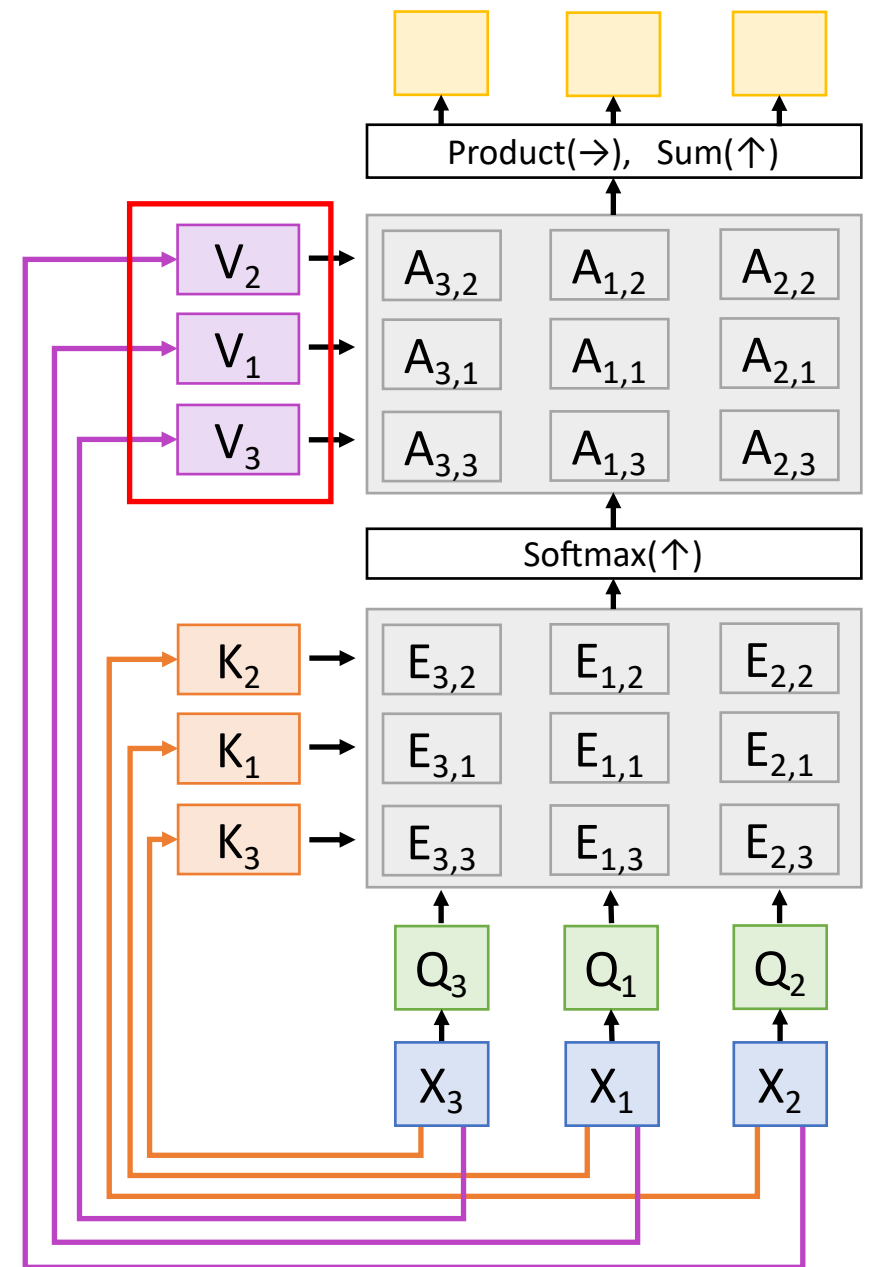 Product(→), Sum(↑)
V₂ A₃,₂ A₁,₂ A₂,₂
V₁ A₃,₁ A₁,₁ A₂,₁
V₃ A₃,₃ A₁,₃ A₂,₃
Softmax(↑)
K₂ E₃,₂ E₁,₂ E₂,₂
K₁ E₃,₁ E₁,₁ E₂,₁
K₃ E₃,₃ E₁,₃ E₂,₃
Q₃ Q₁ Q₂
X₃ X₁ X₂